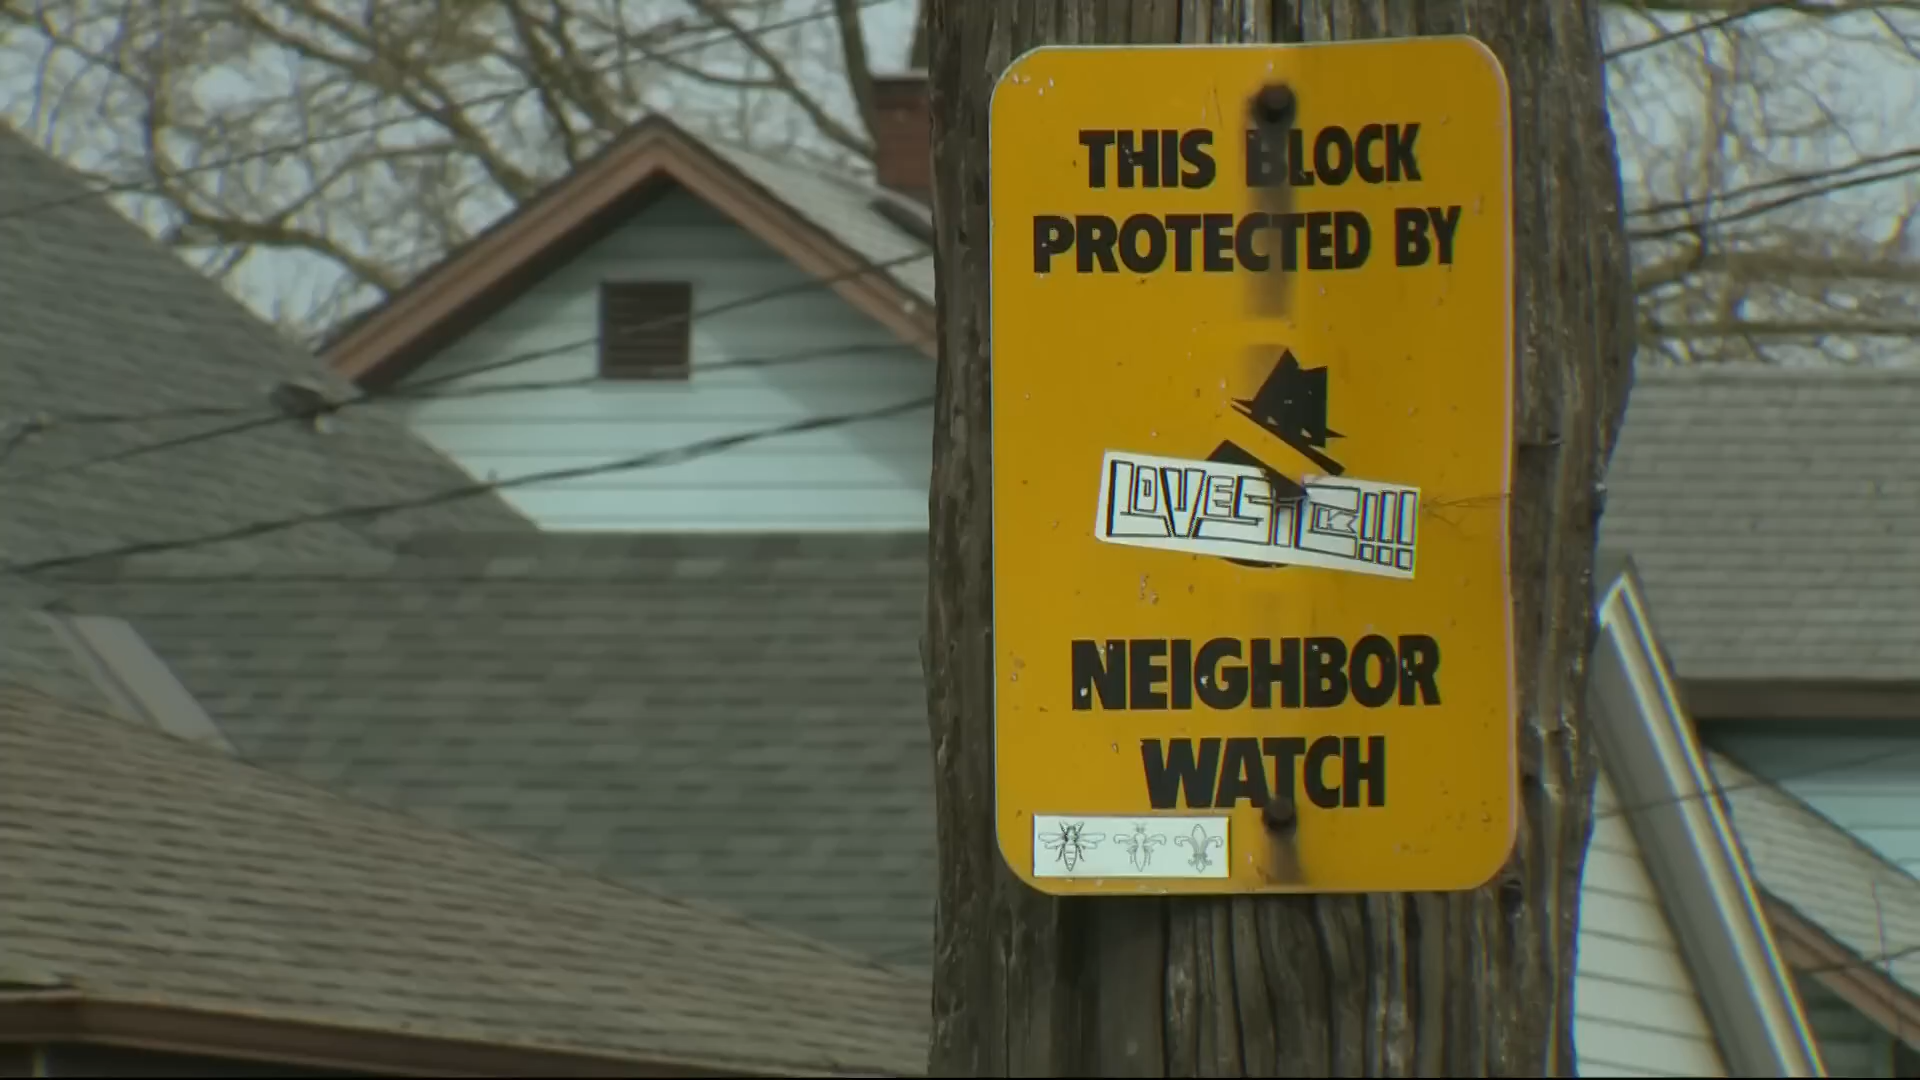 THIS BLOCK
PROTECTED BY
LOVESICK!!!
NEIGHBOR
WATCH